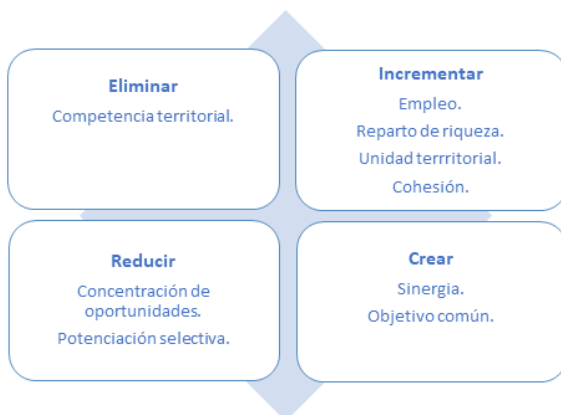 Eliminar
Competencia territorial.
Incrementar
Empleo.
Reparto de riqueza.
Unidad terrritorial.
Cohesión.
Reducir
Concentración de
oportunidades.
Potenciación selectiva.
Crear
Sinergia.
Objetivo común.